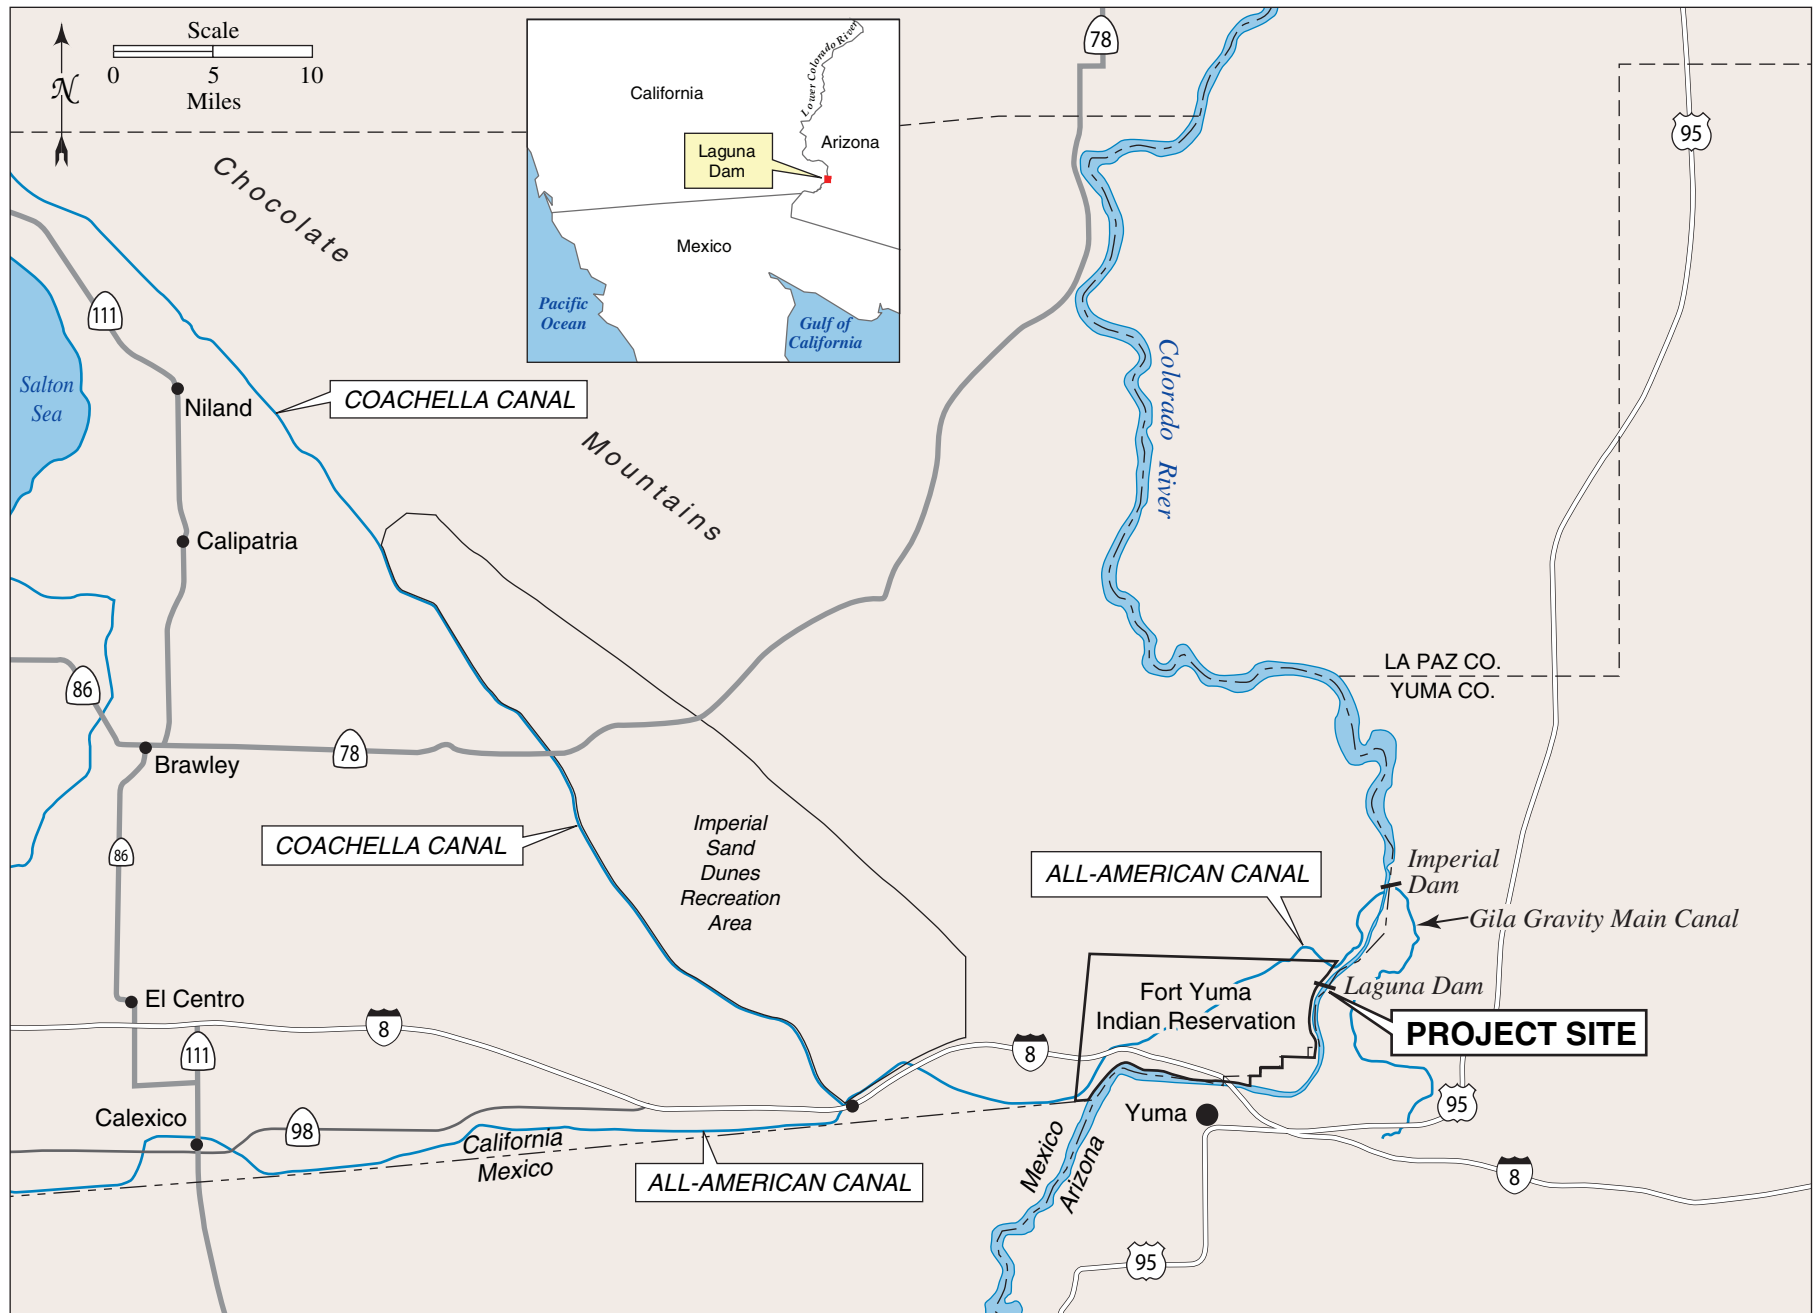 Scale
0 5 10
Miles
N
78
95
California
Lower Colorado River
Arizona
Laguna
Dam
Mexico
Pacific
Ocean
Gulf of
California
Chocolate
Mountains
111
Salton
Sea
Niland
COACHELLA CANAL
Colorado River
Calipatria
86
LA PAZ CO.
YUMA CO.
Brawley
78
86
COACHELLA CANAL
Imperial
Sand
Dunes
Recreation
Area
ALL-AMERICAN CANAL
Imperial
Dam
Gila Gravity Main Canal
Laguna Dam
Fort Yuma
Indian Reservation
PROJECT SITE
El Centro
8
111
8
Calexico
98
California
Mexico
ALL-AMERICAN CANAL
Yuma
95
Mexico
Arizona
8
95